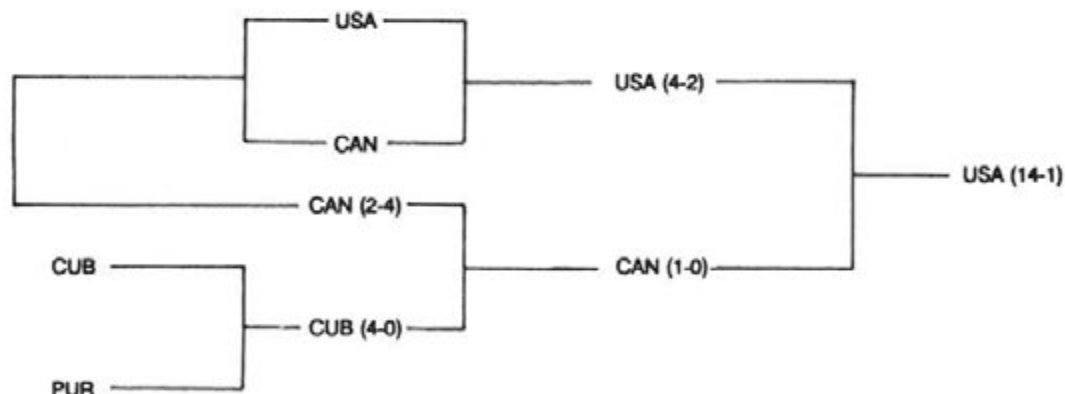 USA
USA (4-2)
CAN
USA (14-1)
CAN (2-4)
CUB
CAN (1-0)
CUB (4-0)
PUR